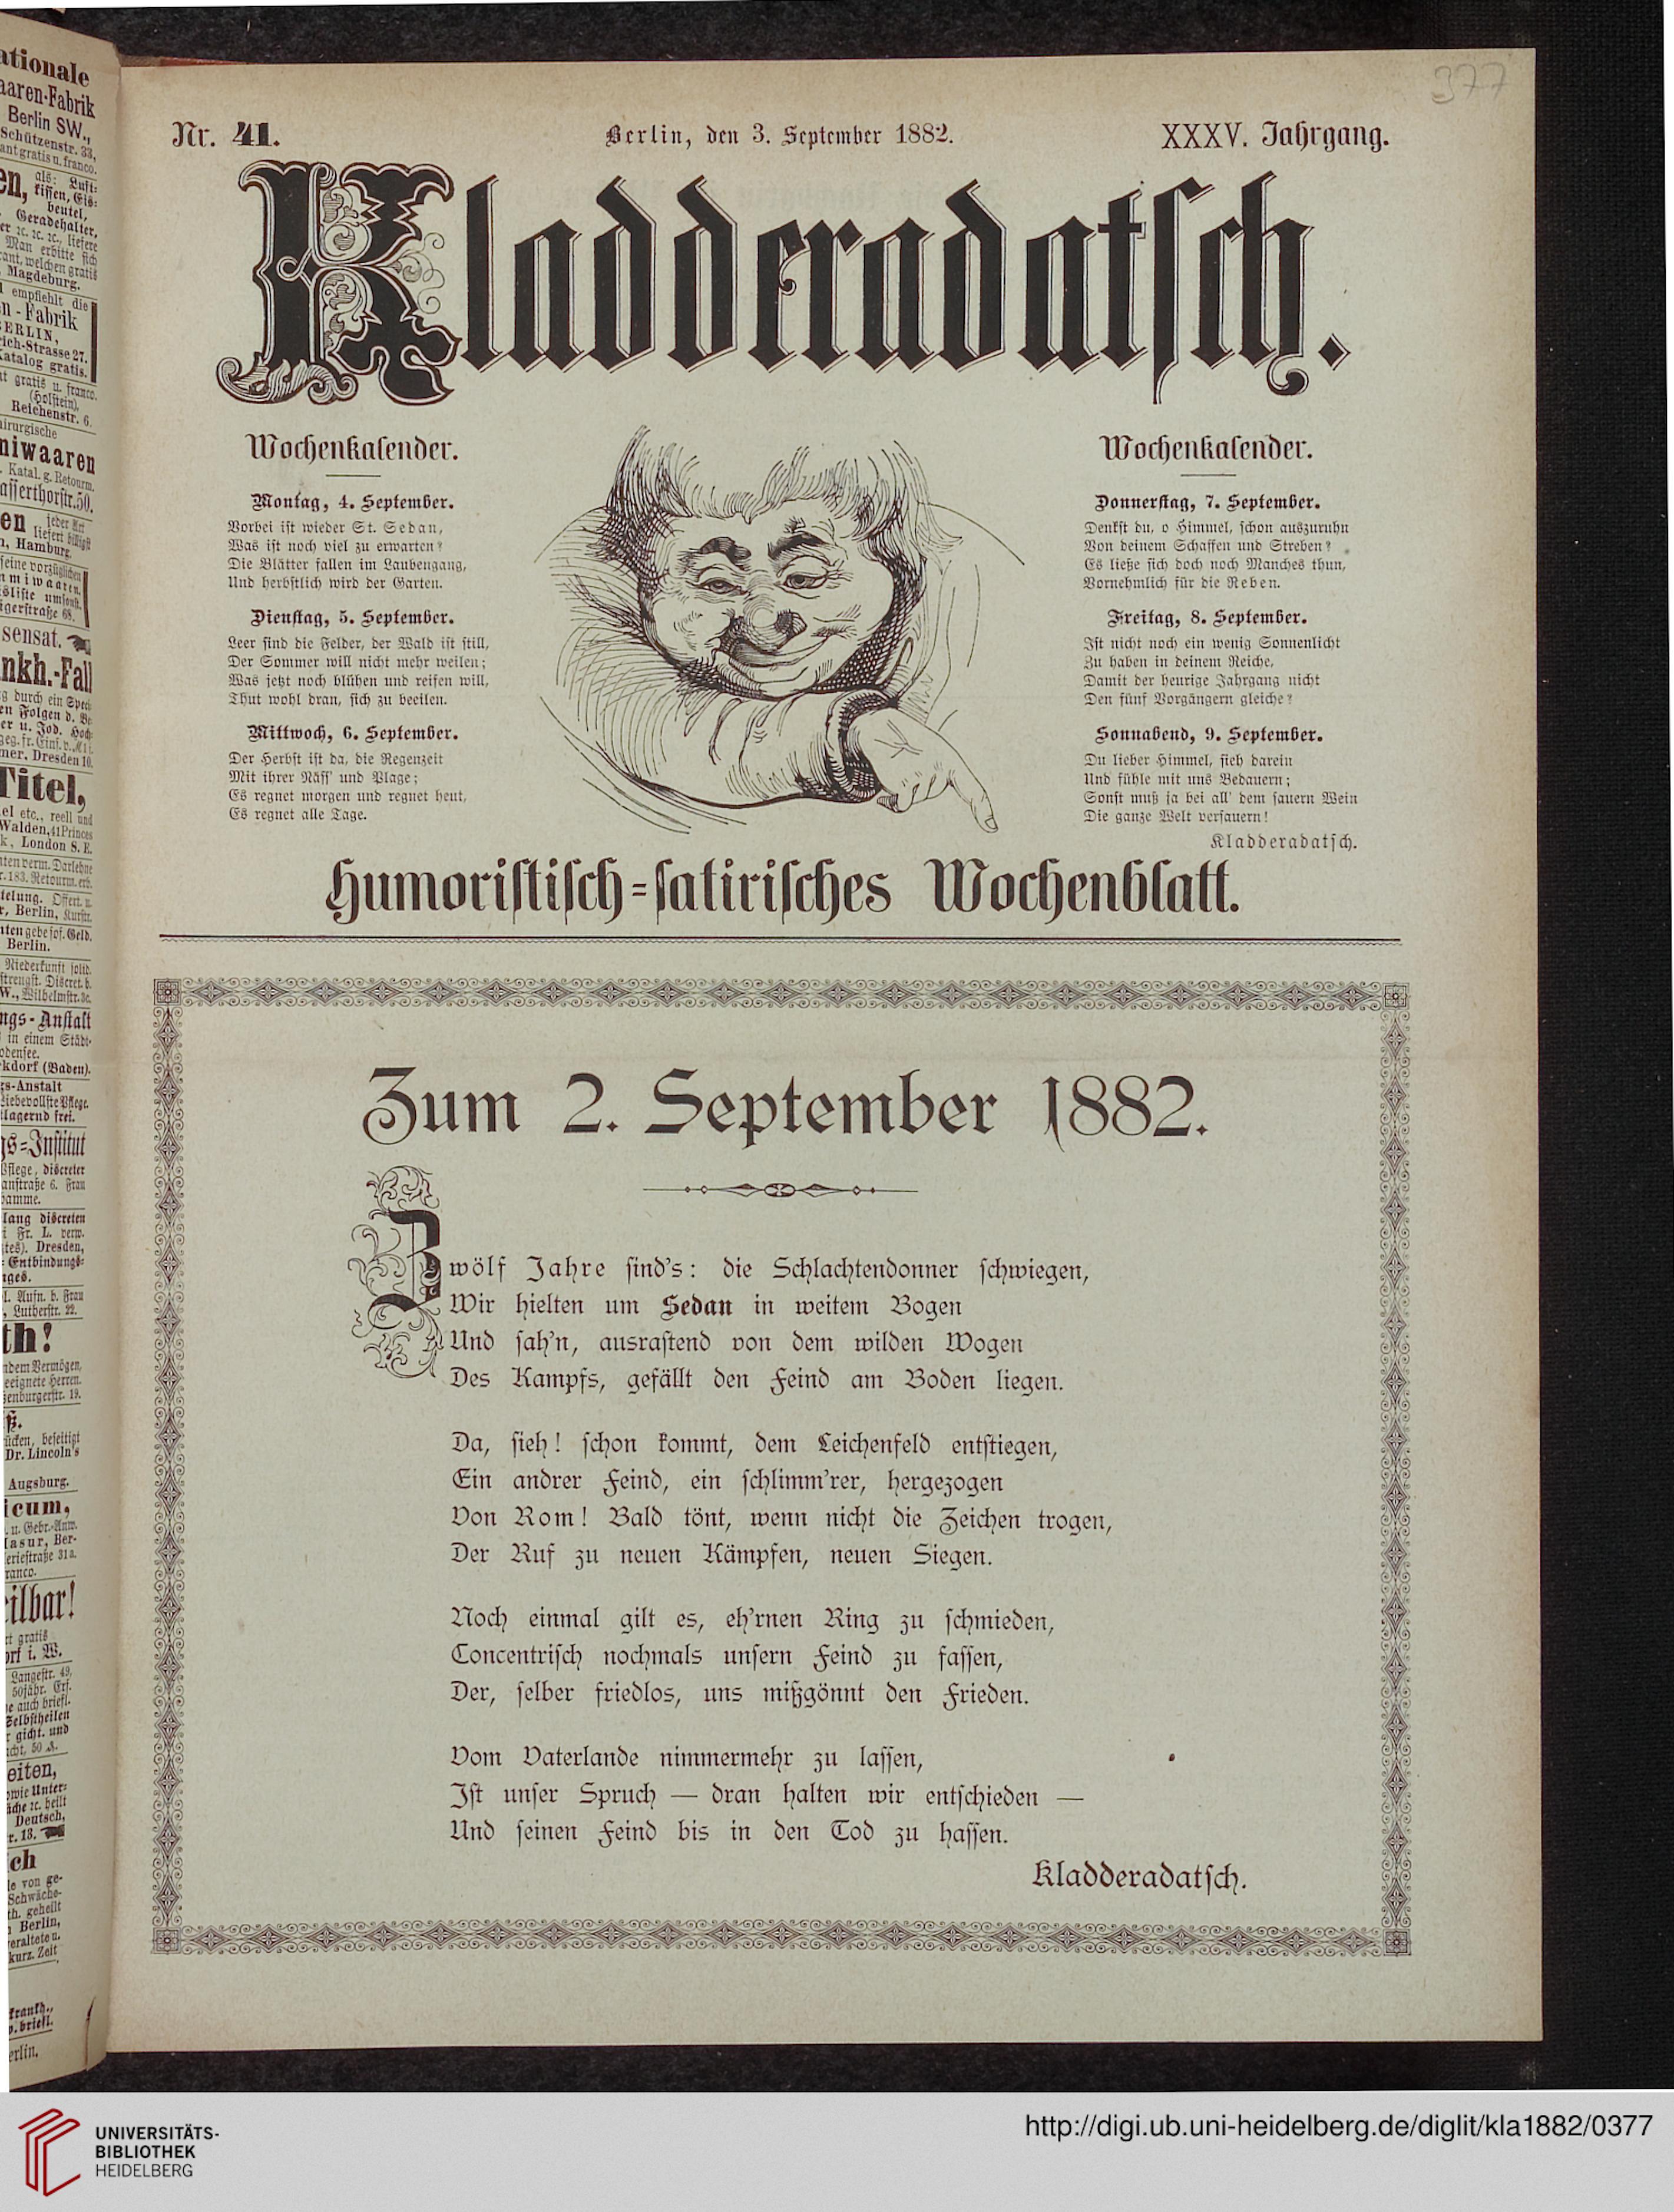 377
Nr. 41.
Berlin, den 3. September 1882.
XXXV. Jahrgang.
Kladderadatsch.
Wochenkalender.
Montag, 4. September.
Vorbei ist wieder St. Sedan,
Was ist noch viel zu erwarten?
Die Blätter fallen im Laubengang,
Und herbstlich wird der Garten.
Dienstag, 5. September.
Leer sind die Felder, der Wald ist still,
Der Sommer will nicht mehr weilen;
Was jetzt noch blühen und reifen will,
Thut wohl dran, sich zu beeilen.
Mittwoch, 6. September.
Der Herbst ist da, die Regenzeit
Mit ihrer Näss' und Plage;
Es regnet morgen und regnet heut,
Es regnet alle Tage.
Wochenkalender.
Donnerstag, 7. September.
Denkst du, o Himmel, schon auszuruhn
Von deinem Schaffen und Streben?
Es ließe sich doch noch Manches thun,
Vornehmlich für die Reben.
Freitag, 8. September.
Ist nicht noch ein wenig Sonnenlicht
Zu haben in deinem Reiche,
Damit der heurige Jahrgang nicht
Den fünf Vorgängern gleiche?
Sonnabend, 9. September.
Du lieber Himmel, sieh darein
Und fühle mit uns Bedauern;
Sonst muß ja bei all' dem sauern Wein
Die ganze Welt versauern!
Kladderadatsch.
Humoristisch-satirisches Wochenblatt.
Zum 2. September 1882.
Zwölf Jahre sind's: die Schlachtendonner schwiegen,
Wir hielten um Sedan in weitem Bogen
Und sah'n, ausrastend von dem wilden Wogen
Des Kampfs, gefällt den Feind am Boden liegen.
Da, sieh! schon kommt, dem Leichenfeld entstiegen,
Ein andrer Feind, ein schlimm'rer, hergezogen
Von Rom! Bald tönt, wenn nicht die Zeichen trogen,
Der Ruf zu neuen Kämpfen, neuen Siegen.
Noch einmal gilt es, eh'rnen Ring zu schmieden,
Concentrisch nochmals unsern Feind zu fassen,
Der, selber friedlos, uns mißgönnt den Frieden.
Vom Vaterlande nimmermehr zu lassen,
Ist unser Spruch — dran halten wir entschieden —
Und seinen Feind bis in den Tod zu hassen.
Kladderadatsch.
UNIVERSITÄTS-
BIBLIOTHEK
HEIDELBERG
http://digi.ub.uni-heidelberg.de/diglit/kla1882/0377